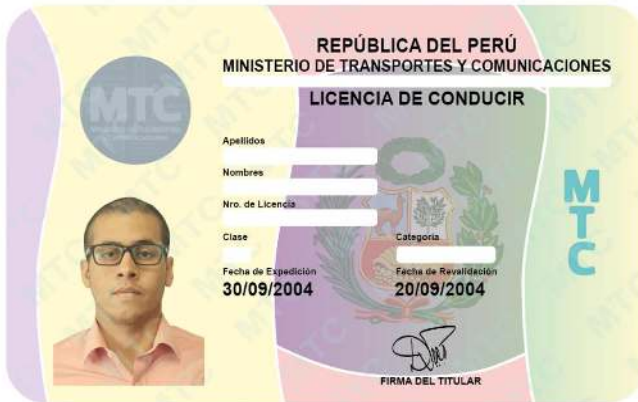 REPÚBLICA DEL PERÚ
MINISTERIO DE TRANSPORTES Y COMUNICACIONES
LICENCIA DE CONDUCIR
MTC
Apellidos
Nombres
Nro. de Licencia
Clase
Categoría
Fecha de Expedición
Fecha de Revalidación
30/09/2004
20/09/2004
FIRMA DEL TITULAR
MTC